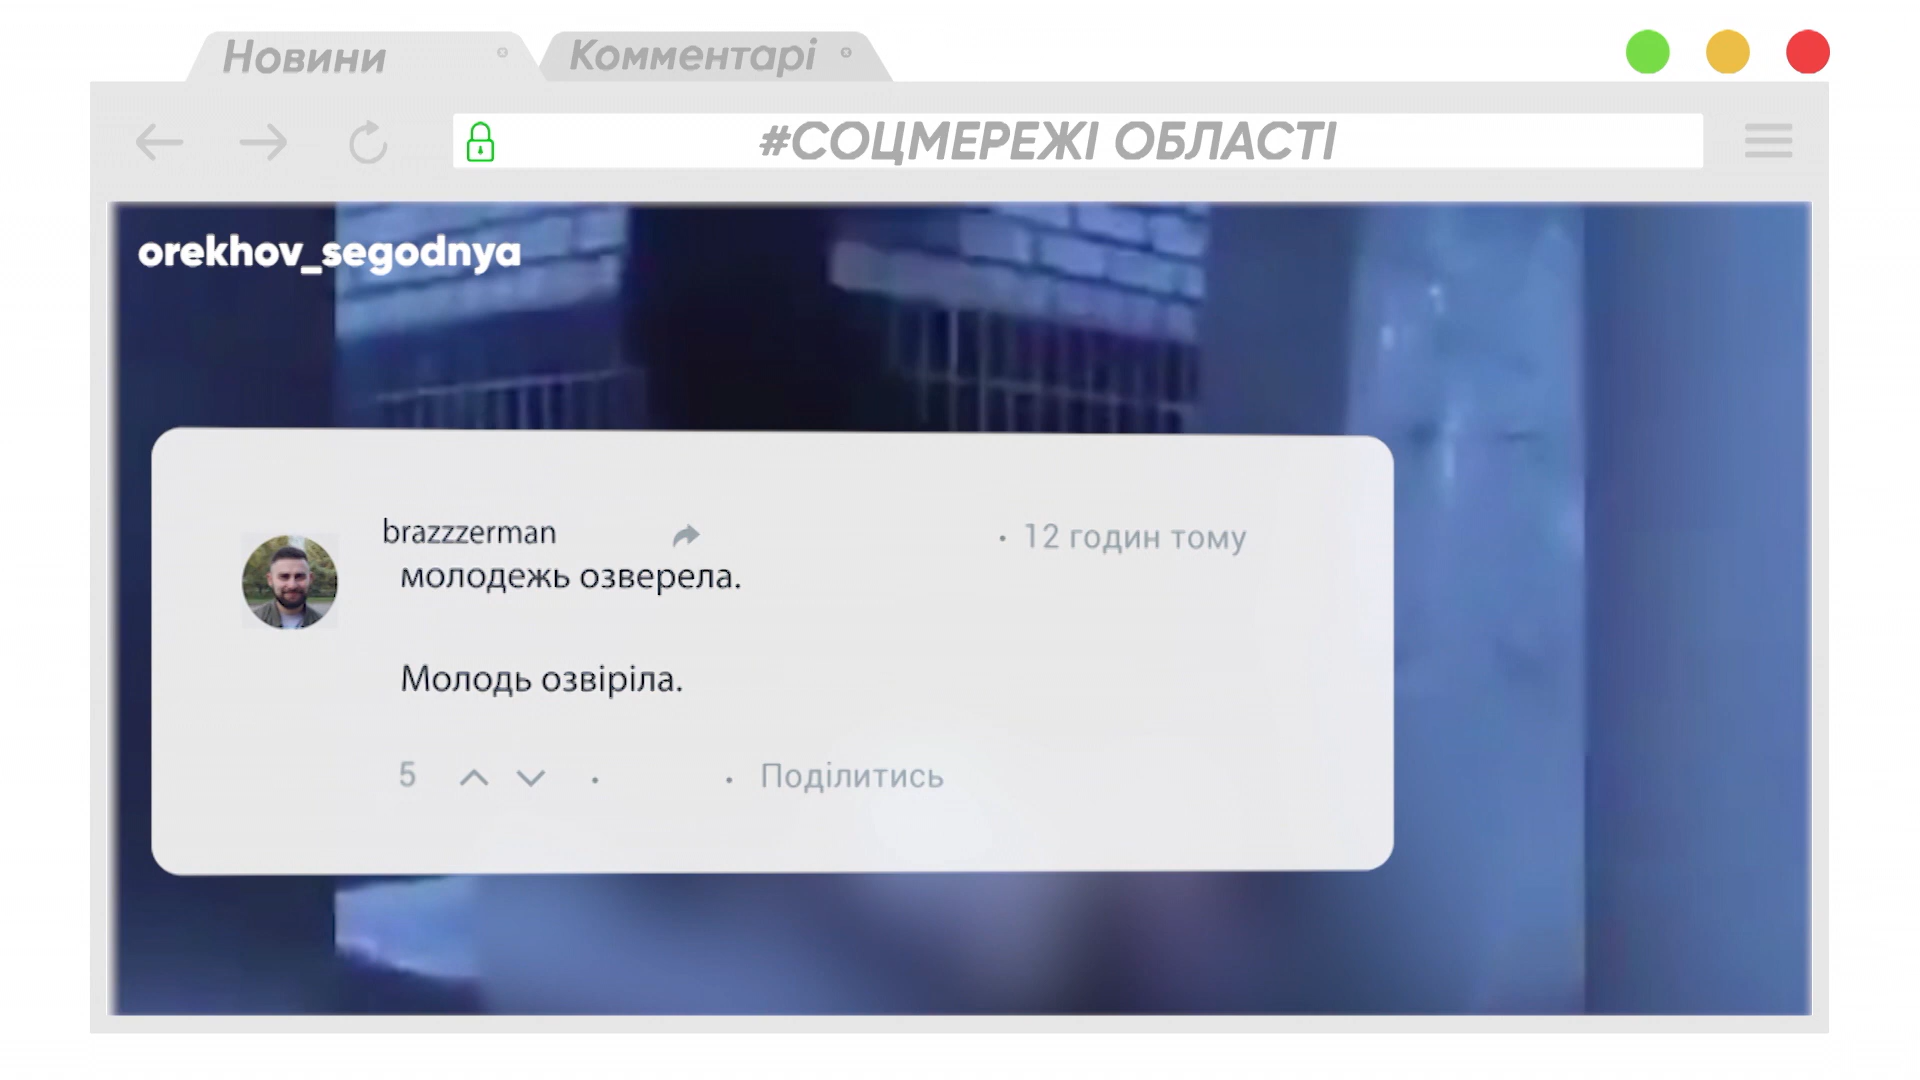 Новини
Комментарі
#СОЦМЕРЕЖІ ОБЛАСТІ
orekhov_segodnya
brazzzerman
· 12 годин тому
молодежь озверела.
Молодь озвіріла.
5 · · Поділитись